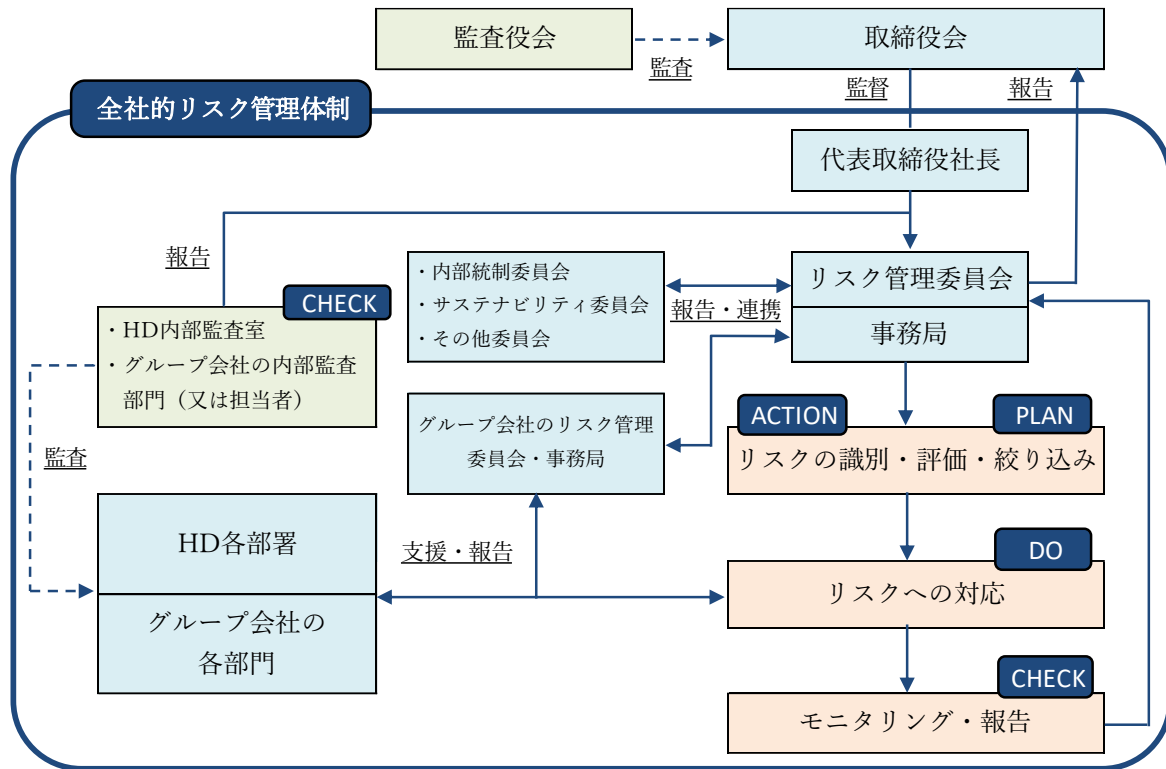 監査役会
取締役会
監査
監督
報告
全社的リスク管理体制
代表取締役社長
報告
・内部統制委員会
・サステナビリティ委員会
・その他委員会
報告・連携
リスク管理委員会
事務局
CHECK
・HD内部監査室
・グループ会社の内部監査
部門（又は担当者）
グループ会社のリスク管理
委員会・事務局
ACTION
PLAN
リスクの識別・評価・絞り込み
監査
HD各部署
グループ会社の
各部門
支援・報告
DO
リスクへの対応
CHECK
モニタリング・報告